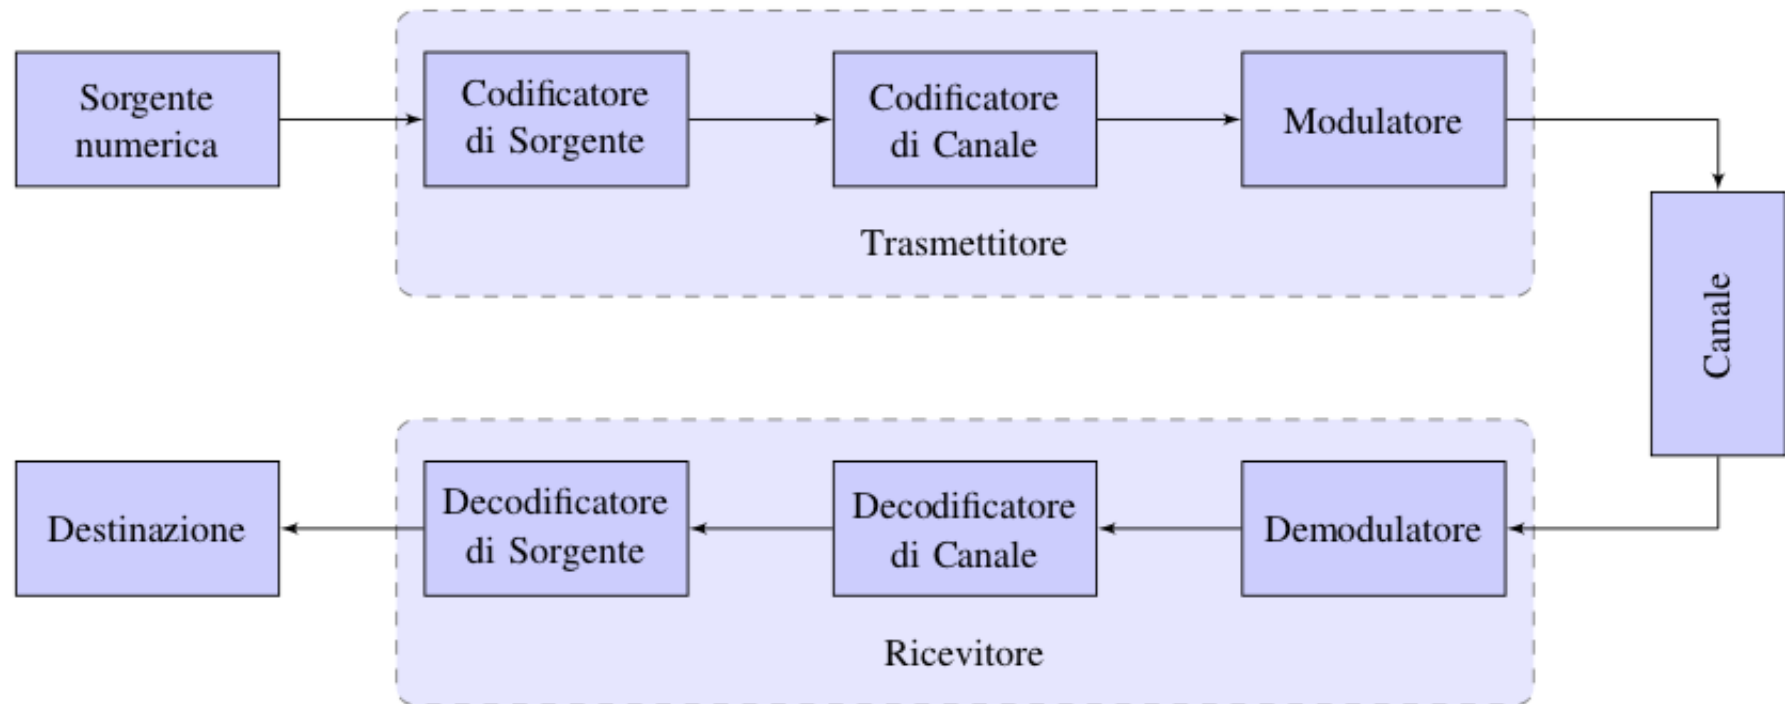 Sorgente
numerica
Codificatore
di Sorgente
Codificatore
di Canale
Modulatore
Trasmettitore
Canale
Destinazione
Decodificatore
di Sorgente
Decodificatore
di Canale
Demodulatore
Ricevitore